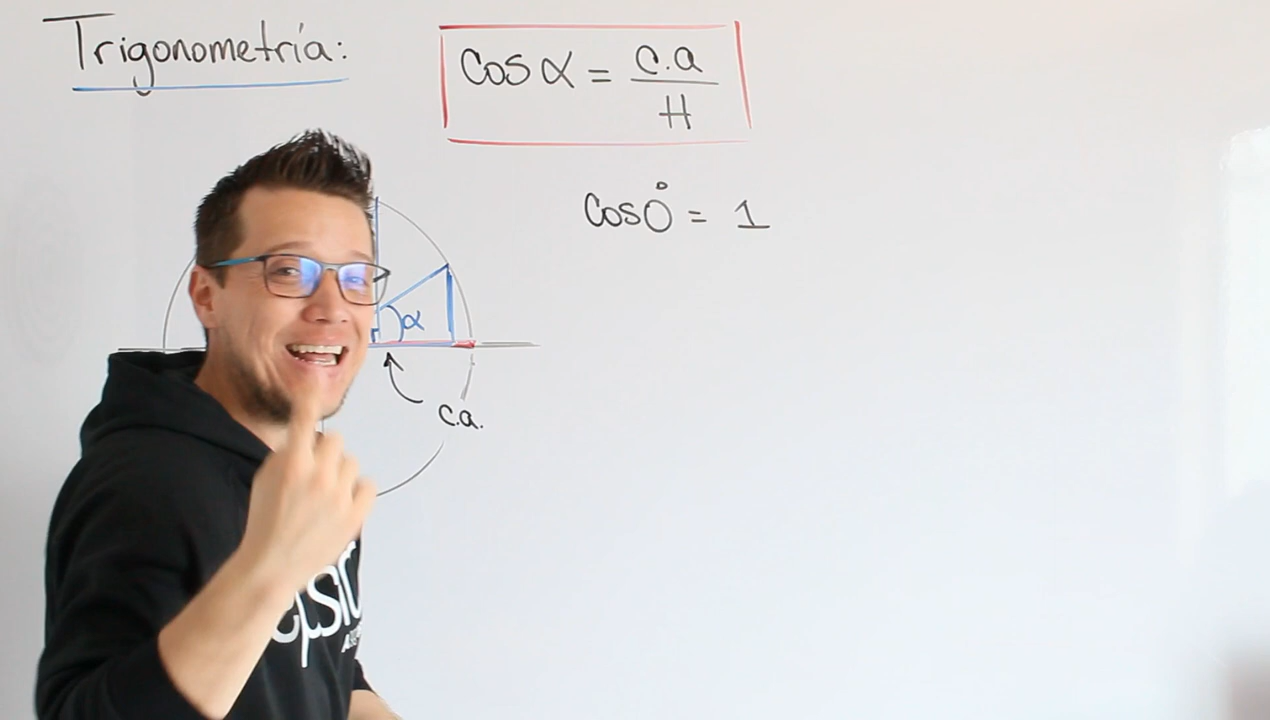 Trigonometría:
Cos α = c.a / H
Cos 0° = 1
α
c.a.